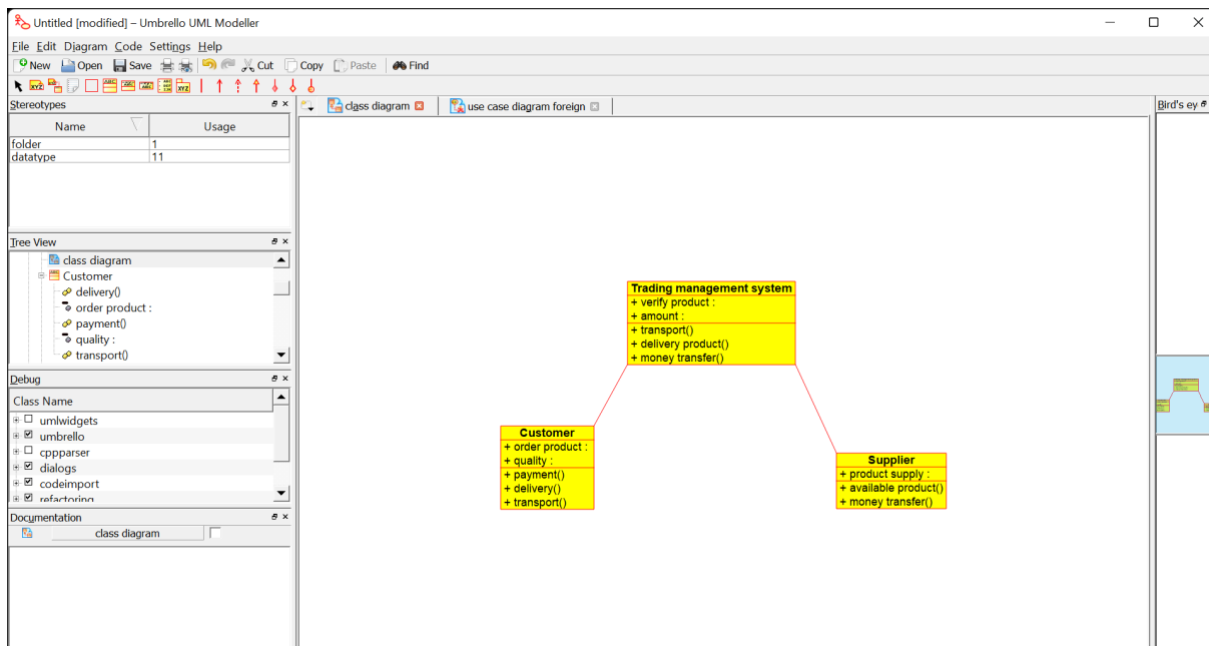 Untitled [modified] – Umbrello UML Modeller
File Edit Diagram Code Settings Help
New Open Save Cut Copy Paste Find
XYZ
Stereotypes
Name Usage
folder 1
datatype 11
Tree View
class diagram
Customer
delivery()
order product :
payment()
quality :
transport()
Debug
Class Name
umlwidgets
umbrello
cppparser
dialogs
codeimport
refactoring
Documentation
class diagram
class diagram use case diagram foreign
Trading management system
+ verify product :
+ amount :
+ transport()
+ delivery product()
+ money transfer()
Customer
+ order product :
+ quality :
+ payment()
+ delivery()
+ transport()
Supplier
+ product supply :
+ available product()
+ money transfer()
Bird's ey